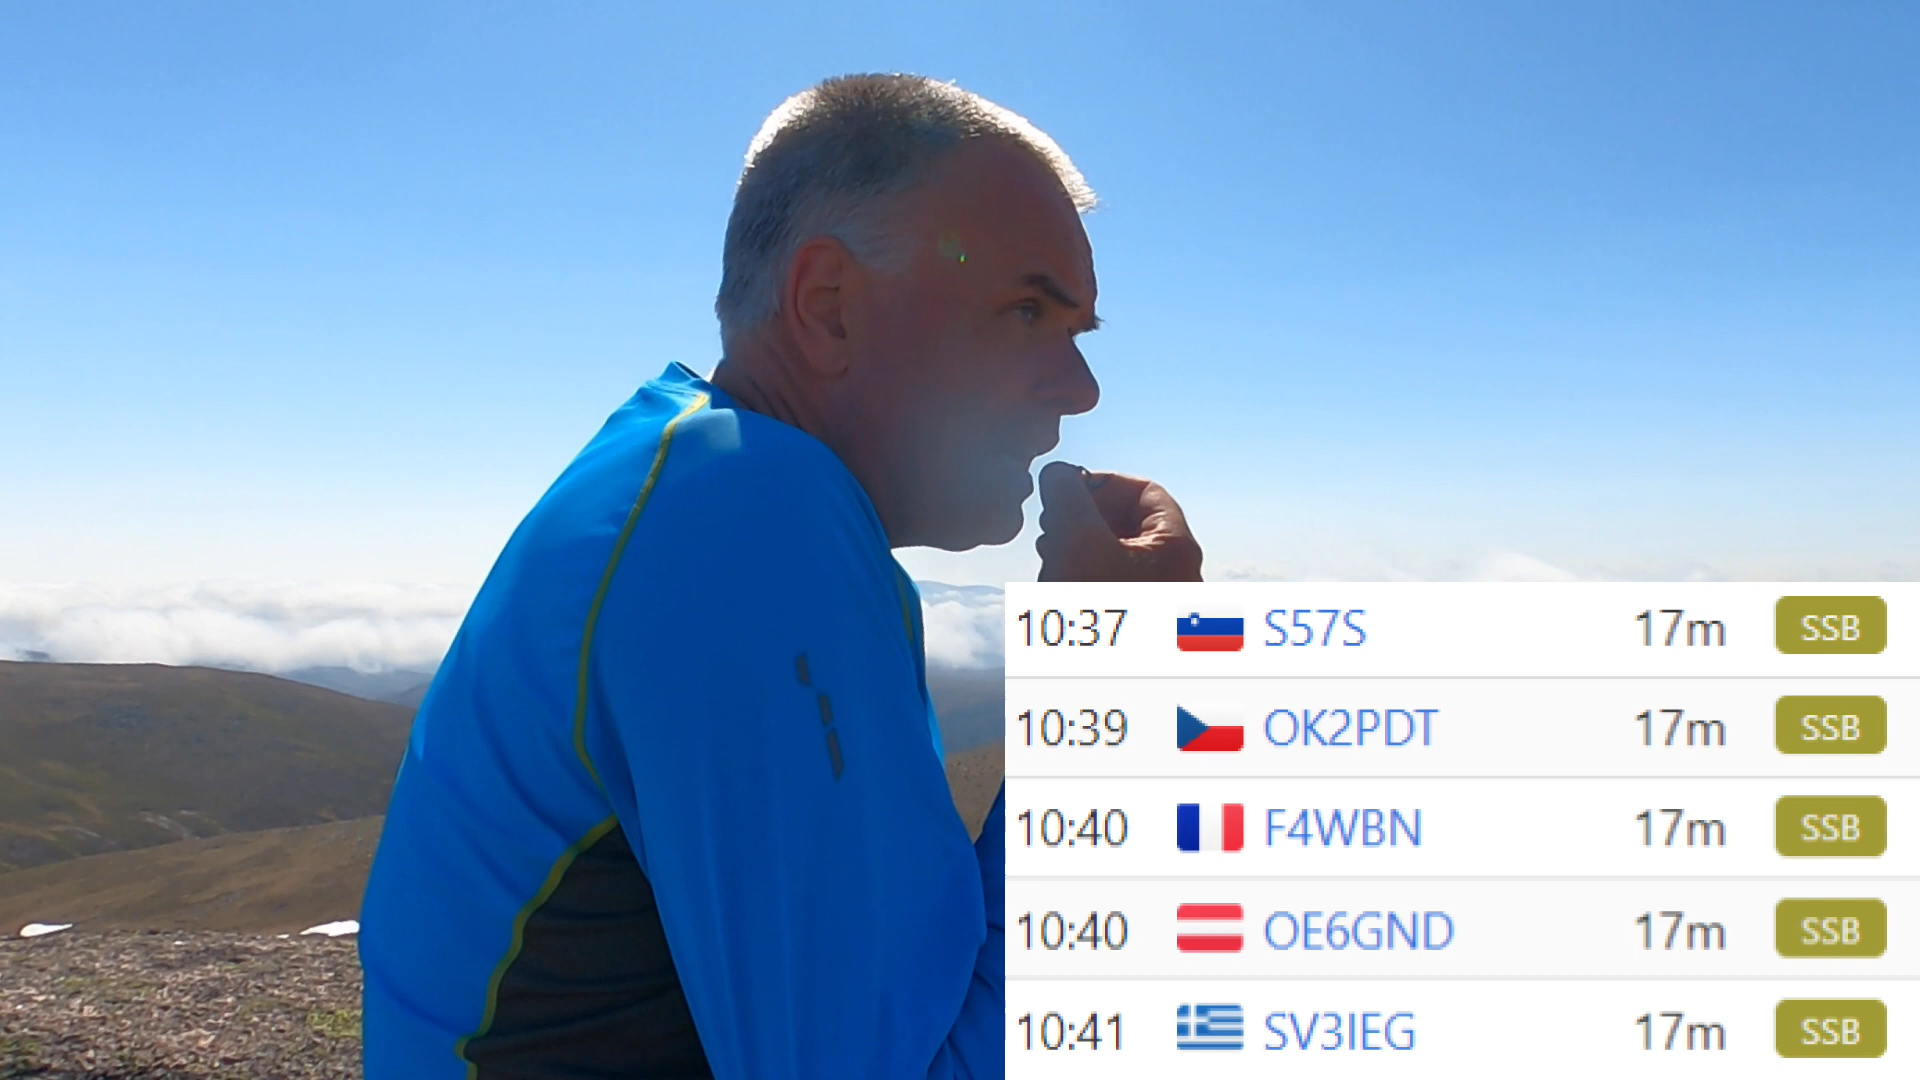 10:37 S57S 17m SSB
10:39 OK2PDT 17m SSB
10:40 F4WBN 17m SSB
10:40 OE6GND 17m SSB
10:41 SV3IEG 17m SSB